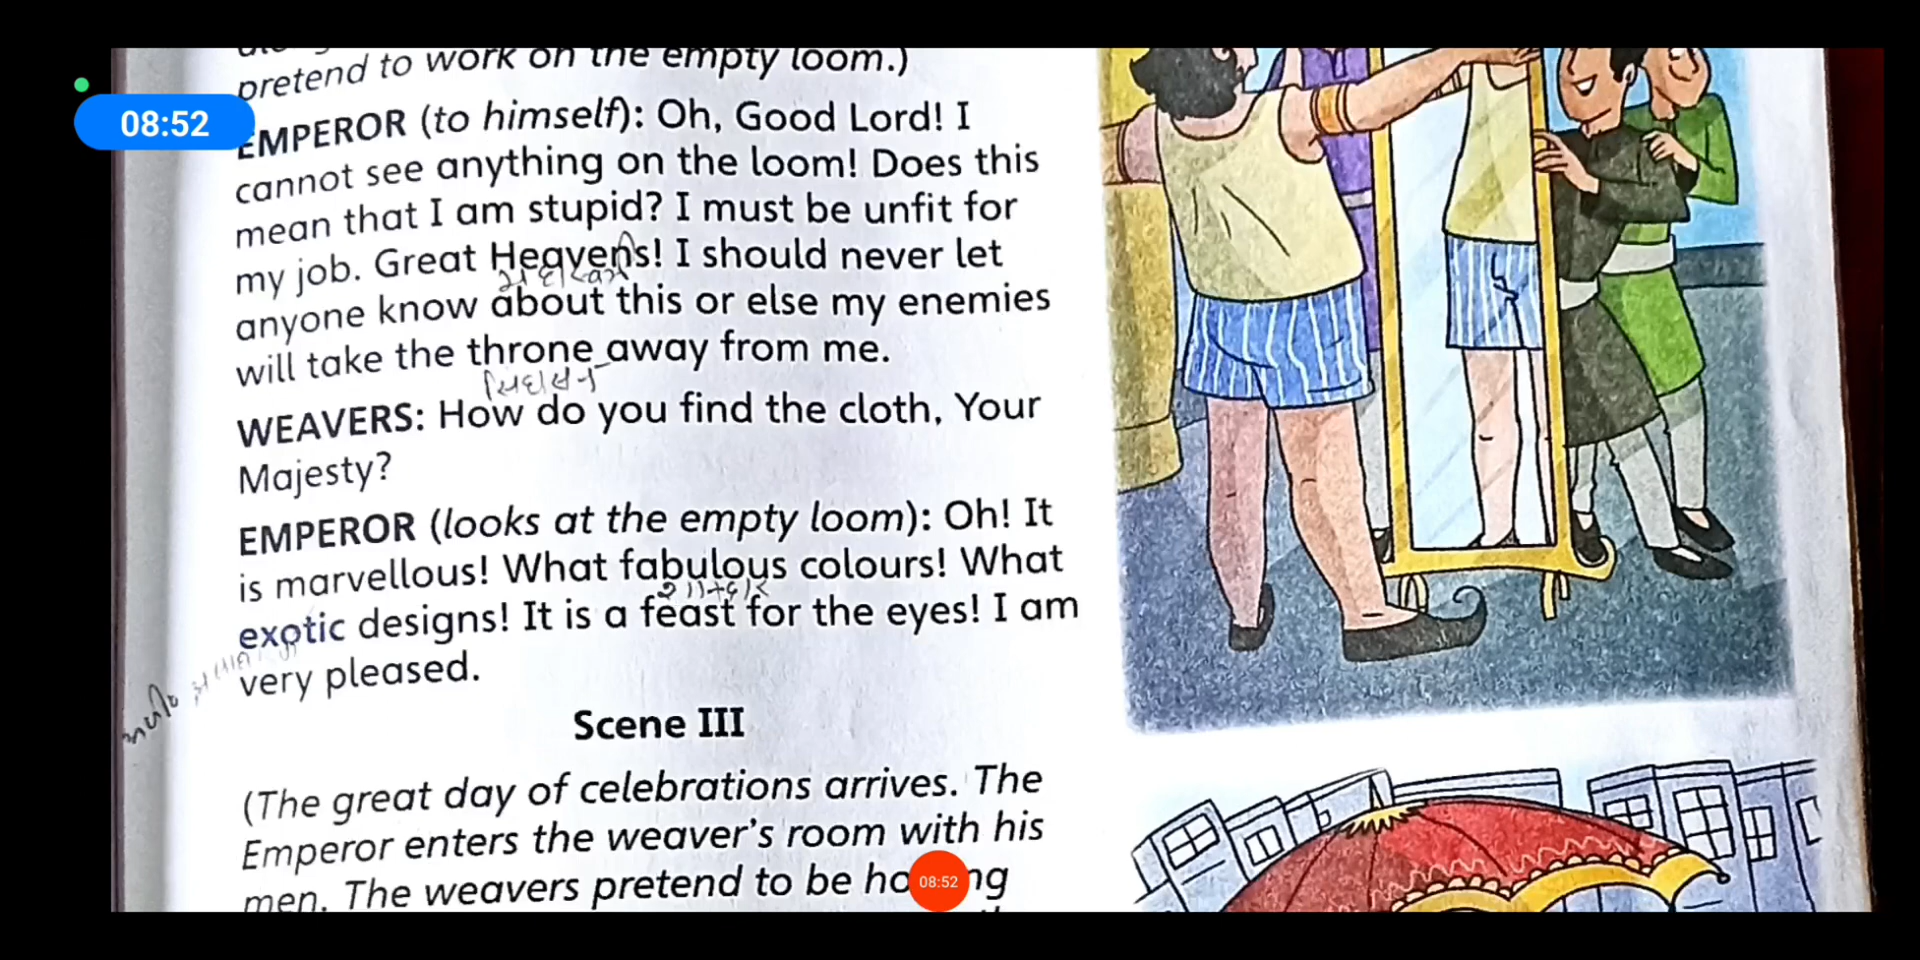 pretend to work on the empty loom.)
08:52
EMPEROR (to himself): Oh, Good Lord! I
cannot see anything on the loom! Does this
mean that I am stupid? I must be unfit for
my job. Great Heavens! I should never let
anyone know about this or else my enemies
will take the throne away from me.
WEAVERS: How do you find the cloth, Your
Majesty?
EMPEROR (looks at the empty loom): Oh! It
is marvellous! What fabulous colours! What
exotic designs! It is a feast for the eyes! I am
very pleased.
Scene III
(The great day of celebrations arrives. The
Emperor enters the weaver's room with his
men. The weavers pretend to be
08:52